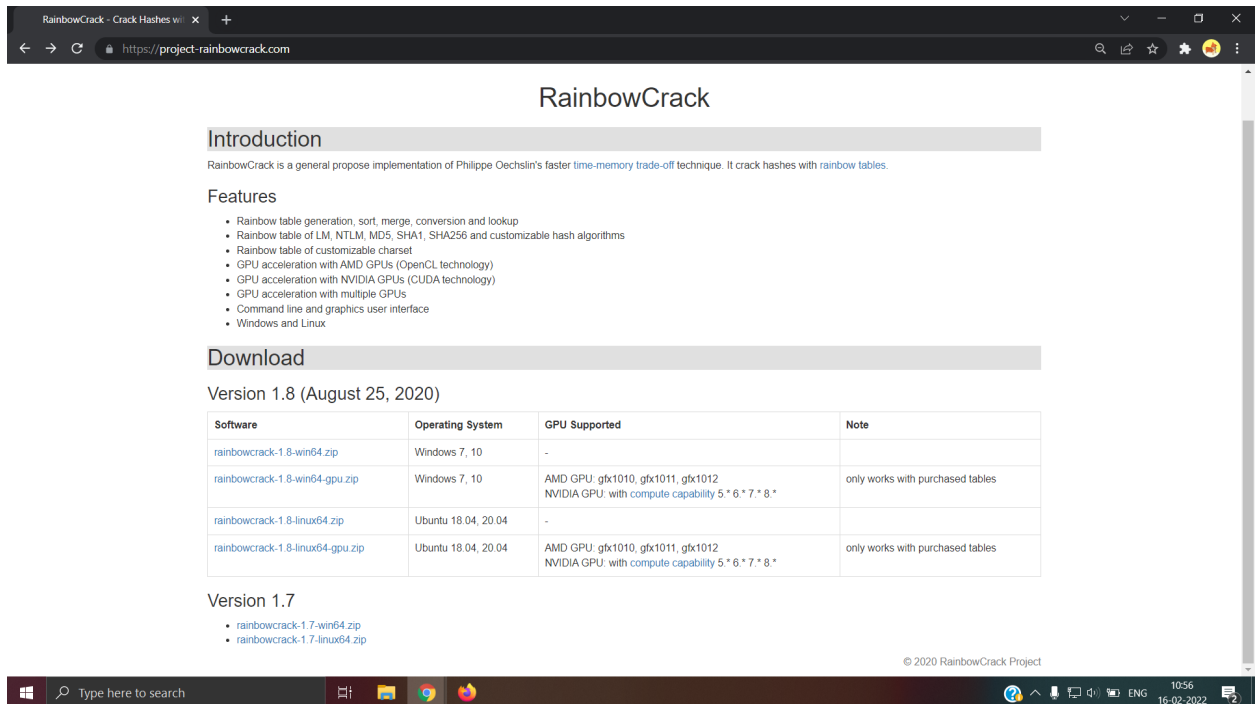 RainbowCrack - Crack Hashes wi
https://project-rainbowcrack.com
RainbowCrack
Introduction
RainbowCrack is a general propose implementation of Philippe Oechslin's faster time-memory trade-off technique. It crack hashes with rainbow tables.
Features
• Rainbow table generation, sort, merge, conversion and lookup
• Rainbow table of LM, NTLM, MD5, SHA1, SHA256 and customizable hash algorithms
• Rainbow table of customizable charset
• GPU acceleration with AMD GPUs (OpenCL technology)
• GPU acceleration with NVIDIA GPUs (CUDA technology)
• GPU acceleration with multiple GPUs
• Command line and graphics user interface
• Windows and Linux
Download
Version 1.8 (August 25, 2020)
Software Operating System GPU Supported Note
rainbowcrack-1.8-win64.zip Windows 7, 10 -
rainbowcrack-1.8-win64-gpu.zip Windows 7, 10 AMD GPU: gfx1010, gfx1011, gfx1012 only works with purchased tables
NVIDIA GPU: with compute capability 5.* 6.* 7.* 8.*
rainbowcrack-1.8-linux64.zip Ubuntu 18.04, 20.04 -
rainbowcrack-1.8-linux64-gpu.zip Ubuntu 18.04, 20.04 AMD GPU: gfx1010, gfx1011, gfx1012 only works with purchased tables
NVIDIA GPU: with compute capability 5.* 6.* 7.* 8.*
Version 1.7
• rainbowcrack-1.7-win64.zip
• rainbowcrack-1.7-linux64.zip
© 2020 RainbowCrack Project
Type here to search
ENG
10:56
16-02-2022
2